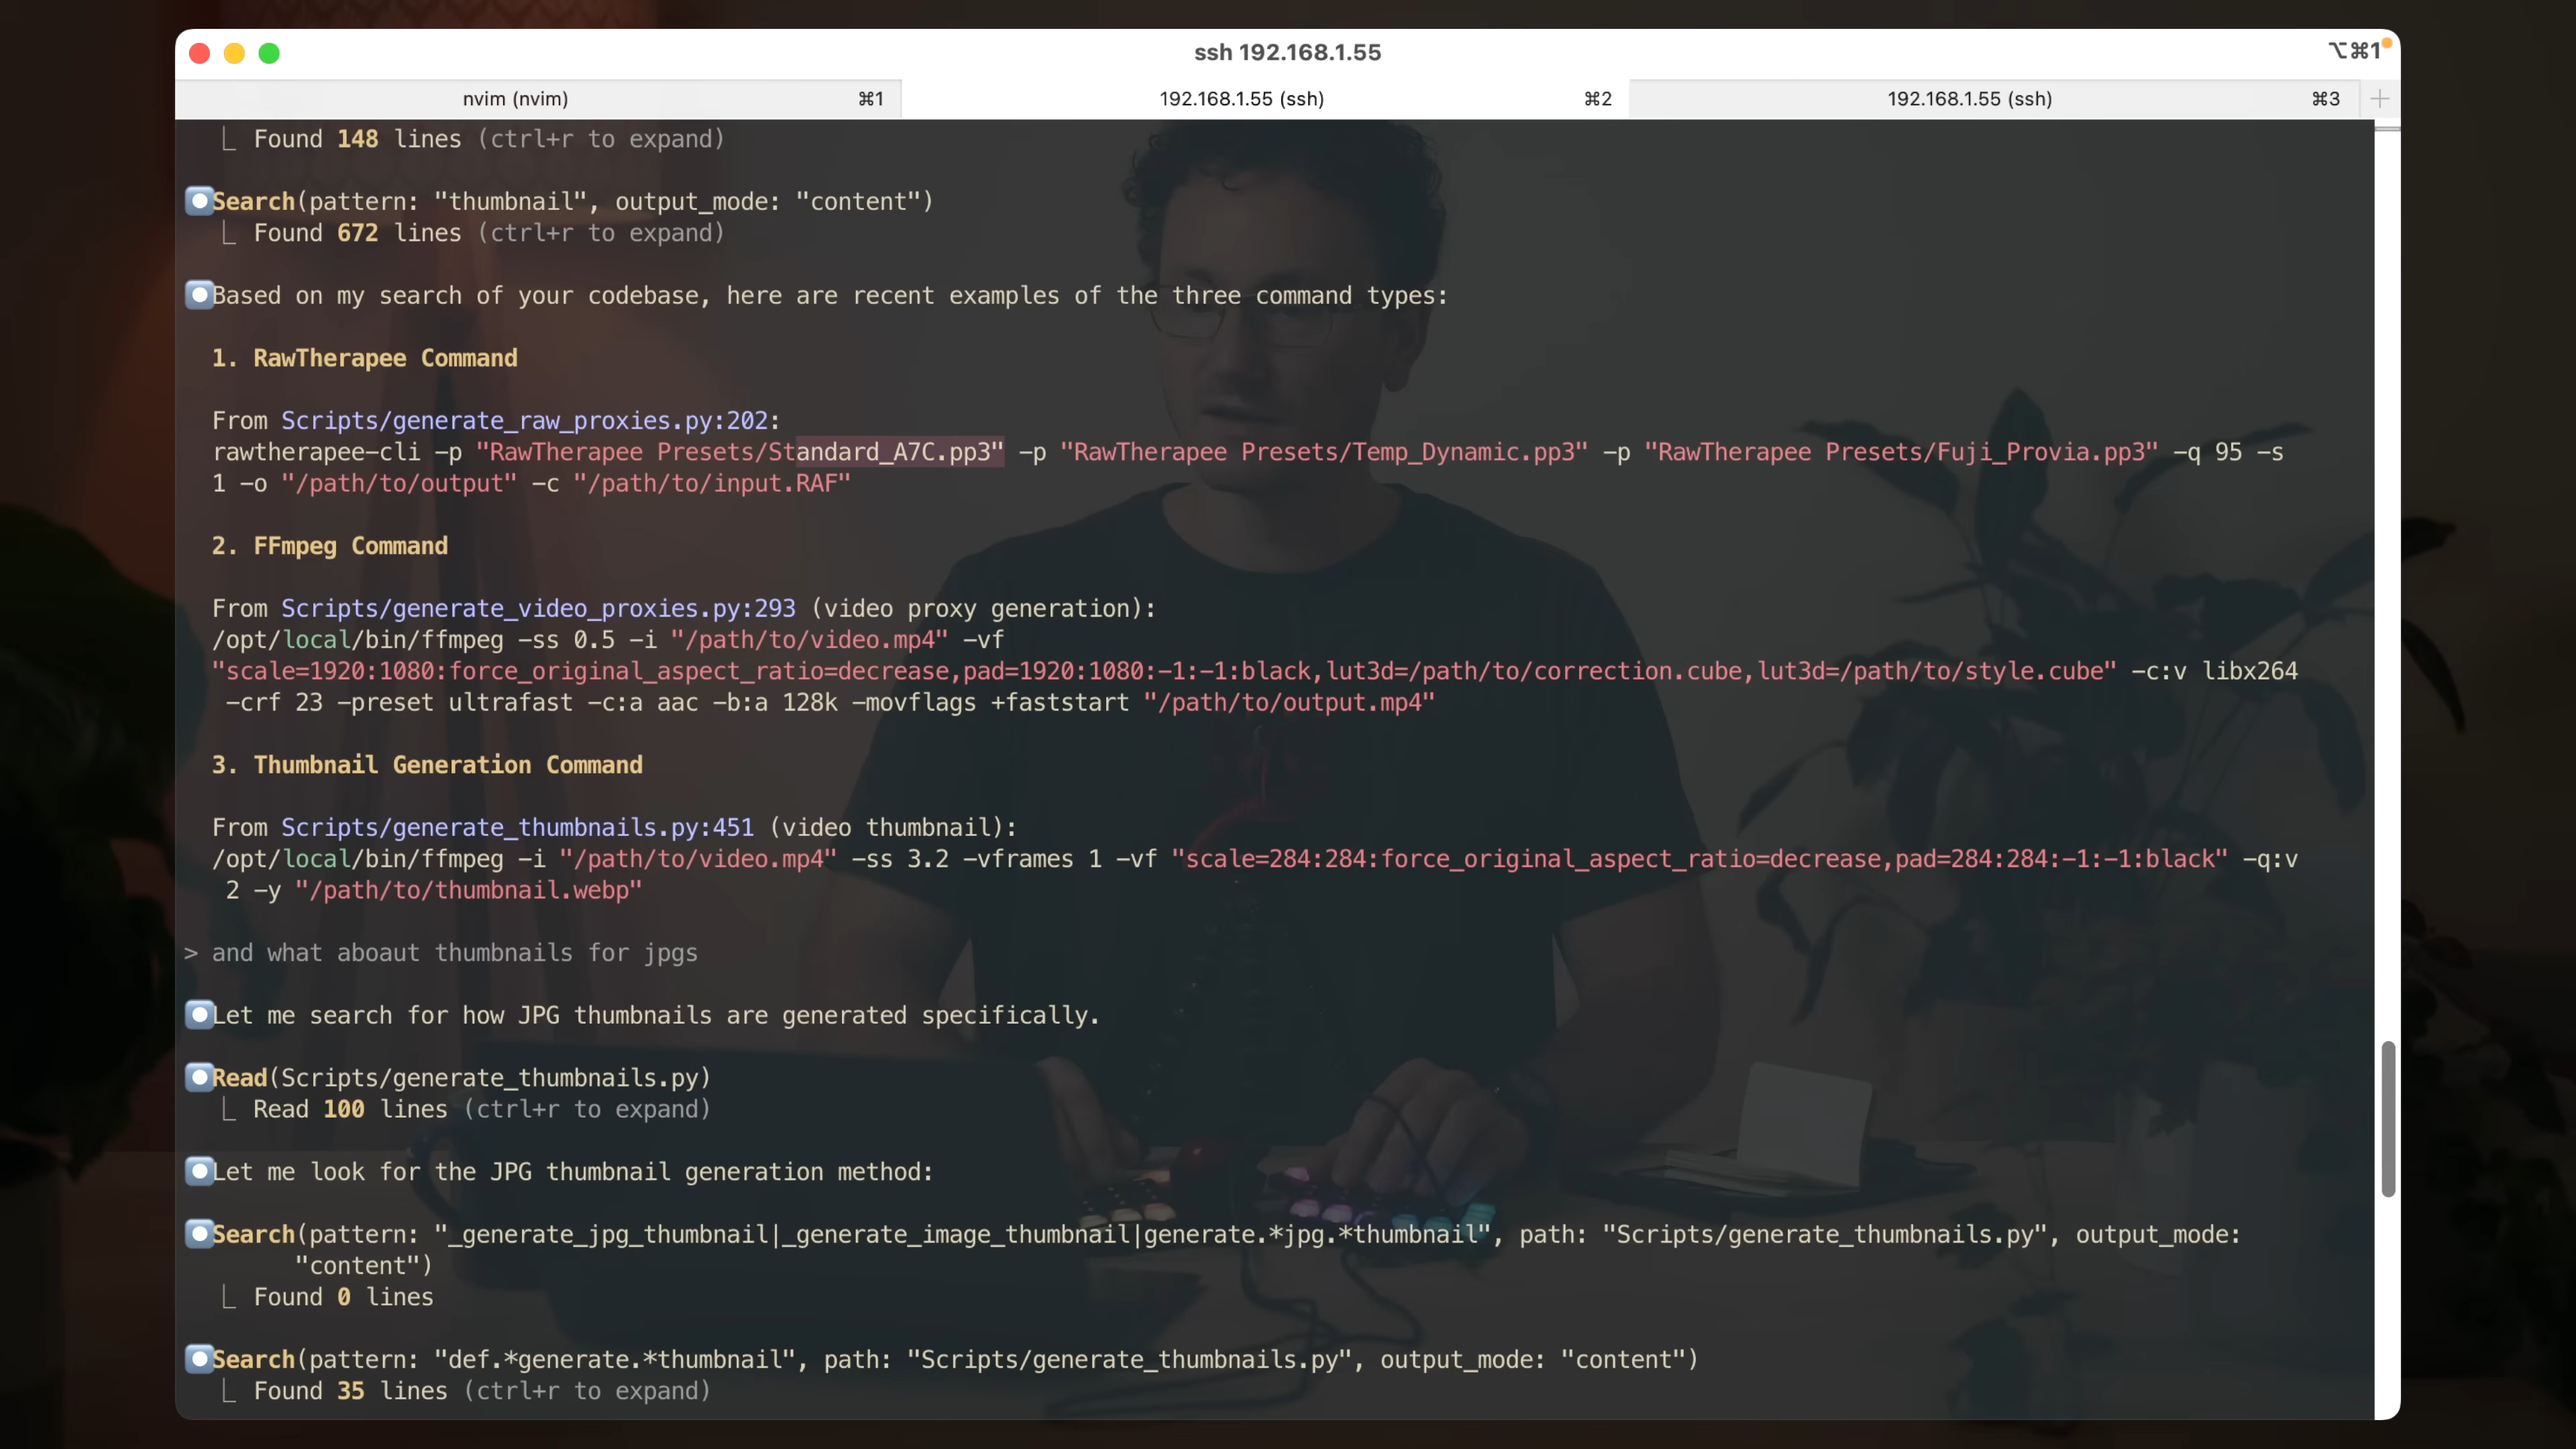 ssh 192.168.1.55
⌥⌘1
nvim (nvim) ⌘1
192.168.1.55 (ssh) ⌘2
192.168.1.55 (ssh) ⌘3
Found 148 lines (ctrl+r to expand)
Search(pattern: "thumbnail", output_mode: "content")
Found 672 lines (ctrl+r to expand)
Based on my search of your codebase, here are recent examples of the three command types:
1. RawTherapee Command
From Scripts/generate_raw_proxies.py:202:
rawtherapee-cli -p "RawTherapee Presets/Standard_A7C.pp3" -p "RawTherapee Presets/Temp_Dynamic.pp3" -p "RawTherapee Presets/Fuji_Provia.pp3" -q 95 -s
1 -o "/path/to/output" -c "/path/to/input.RAF"
2. FFmpeg Command
From Scripts/generate_video_proxies.py:293 (video proxy generation):
/opt/local/bin/ffmpeg -ss 0.5 -i "/path/to/video.mp4" -vf
"scale=1920:1080:force_original_aspect_ratio=decrease,pad=1920:1080:-1:-1:black,lut3d=/path/to/correction.cube,lut3d=/path/to/style.cube" -c:v libx264
-crf 23 -preset ultrafast -c:a aac -b:a 128k -movflags +faststart "/path/to/output.mp4"
3. Thumbnail Generation Command
From Scripts/generate_thumbnails.py:451 (video thumbnail):
/opt/local/bin/ffmpeg -i "/path/to/video.mp4" -ss 3.2 -vframes 1 -vf "scale=284:284:force_original_aspect_ratio=decrease,pad=284:284:-1:-1:black" -q:v
2 -y "/path/to/thumbnail.webp"
> and what aboaut thumbnails for jpgs
Let me search for how JPG thumbnails are generated specifically.
Read(Scripts/generate_thumbnails.py)
Read 100 lines (ctrl+r to expand)
Let me look for the JPG thumbnail generation method:
Search(pattern: "_generate_jpg_thumbnail|_generate_image_thumbnail|generate.*jpg.*thumbnail", path: "Scripts/generate_thumbnails.py", output_mode:
"content")
Found 0 lines
Search(pattern: "def.*generate.*thumbnail", path: "Scripts/generate_thumbnails.py", output_mode: "content")
Found 35 lines (ctrl+r to expand)